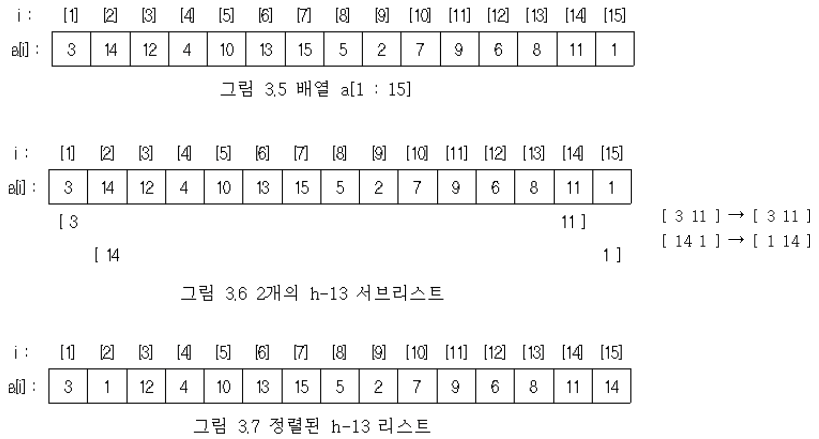 i : [1] [2] [3] [4] [5] [6] [7] [8] [9] [10] [11] [12] [13] [14] [15]
a[i] : 3 14 12 4 10 13 15 5 2 7 9 6 8 11 1
그림 3.5 배열 a[1 : 15]
i : [1] [2] [3] [4] [5] [6] [7] [8] [9] [10] [11] [12] [13] [14] [15]
a[i] : 3 14 12 4 10 13 15 5 2 7 9 6 8 11 1
[ 3 11 ]
[ 14 1 ]
[ 3 11 ] → [ 3 11 ]
[ 14 1 ] → [ 1 14 ]
그림 3.6 2개의 h-13 서브리스트
i : [1] [2] [3] [4] [5] [6] [7] [8] [9] [10] [11] [12] [13] [14] [15]
a[i] : 3 1 12 4 10 13 15 5 2 7 9 6 8 11 14
그림 3.7 정렬된 h-13 리스트